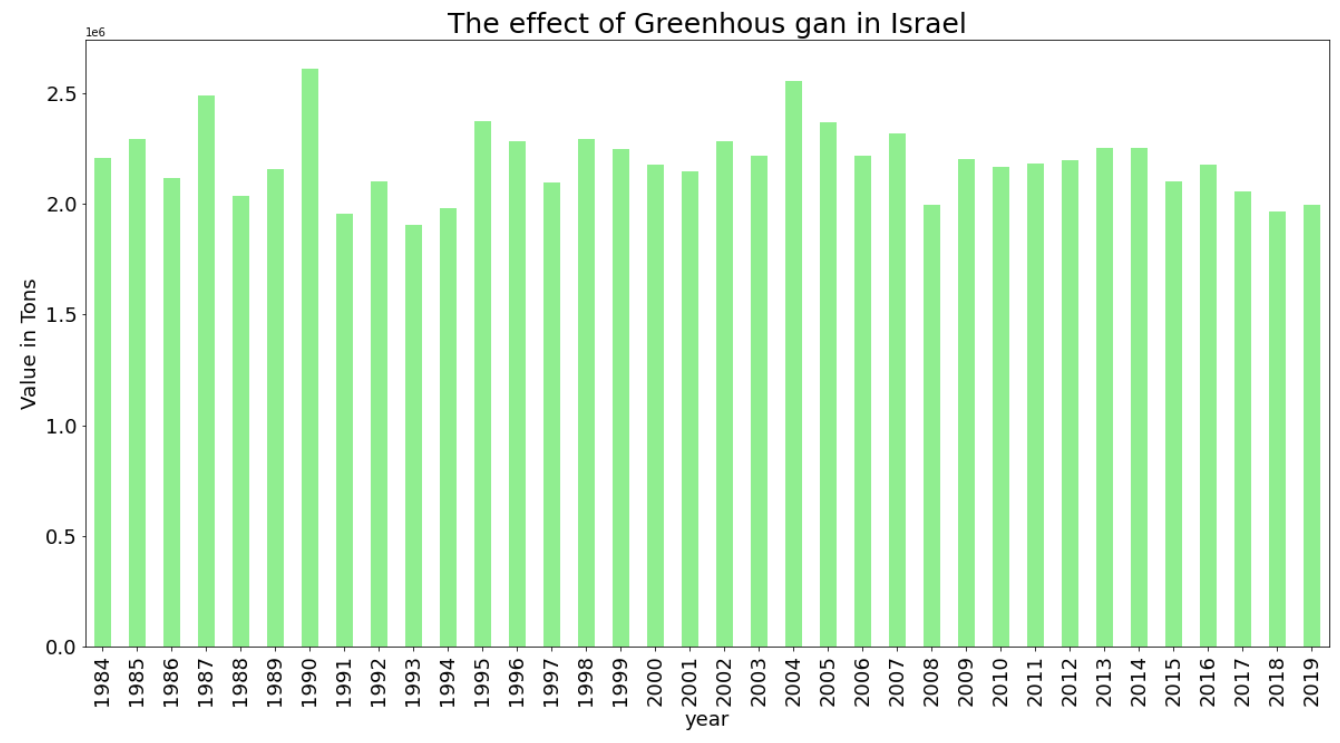 The effect of Greenhous gan in Israel
1e6
2.5
2.0
1.5
1.0
0.5
0.0
Value in Tons
1984 1985 1986 1987 1988 1989 1990 1991 1992 1993 1994 1995 1996 1997 1998 1999 2000 2001 2002 2003 2004 2005 2006 2007 2008 2009 2010 2011 2012 2013 2014 2015 2016 2017 2018 2019
year